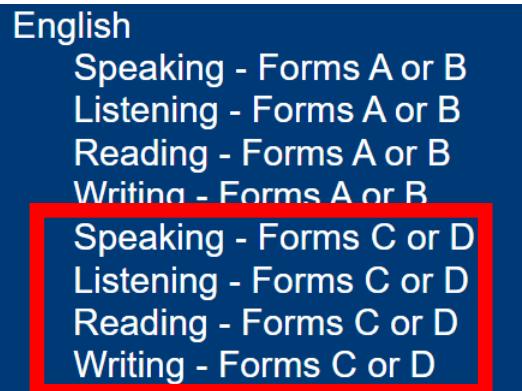 English
Speaking - Forms A or B
Listening - Forms A or B
Reading - Forms A or B
Writing - Forms A or B
Speaking - Forms C or D
Listening - Forms C or D
Reading - Forms C or D
Writing - Forms C or D